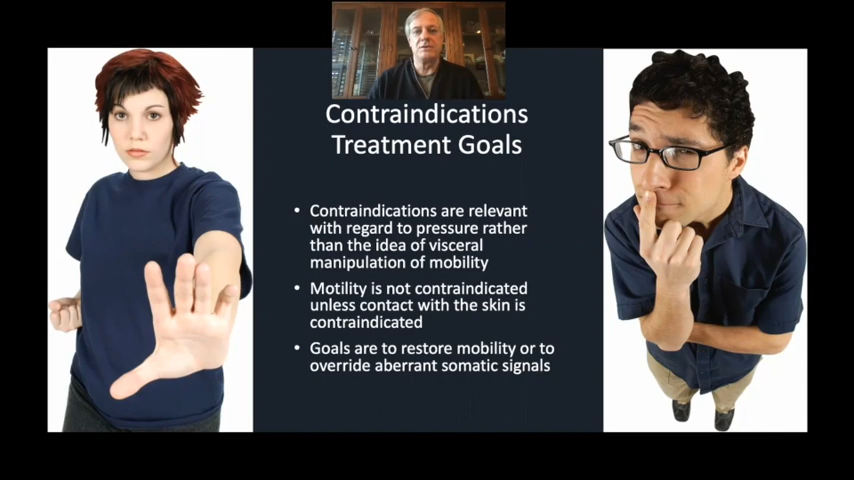 Contraindications
Treatment Goals
• Contraindications are relevant
with regard to pressure rather
than the idea of visceral
manipulation of mobility
• Motility is not contraindicated
unless contact with the skin is
contraindicated
• Goals are to restore mobility or to
override aberrant somatic signals